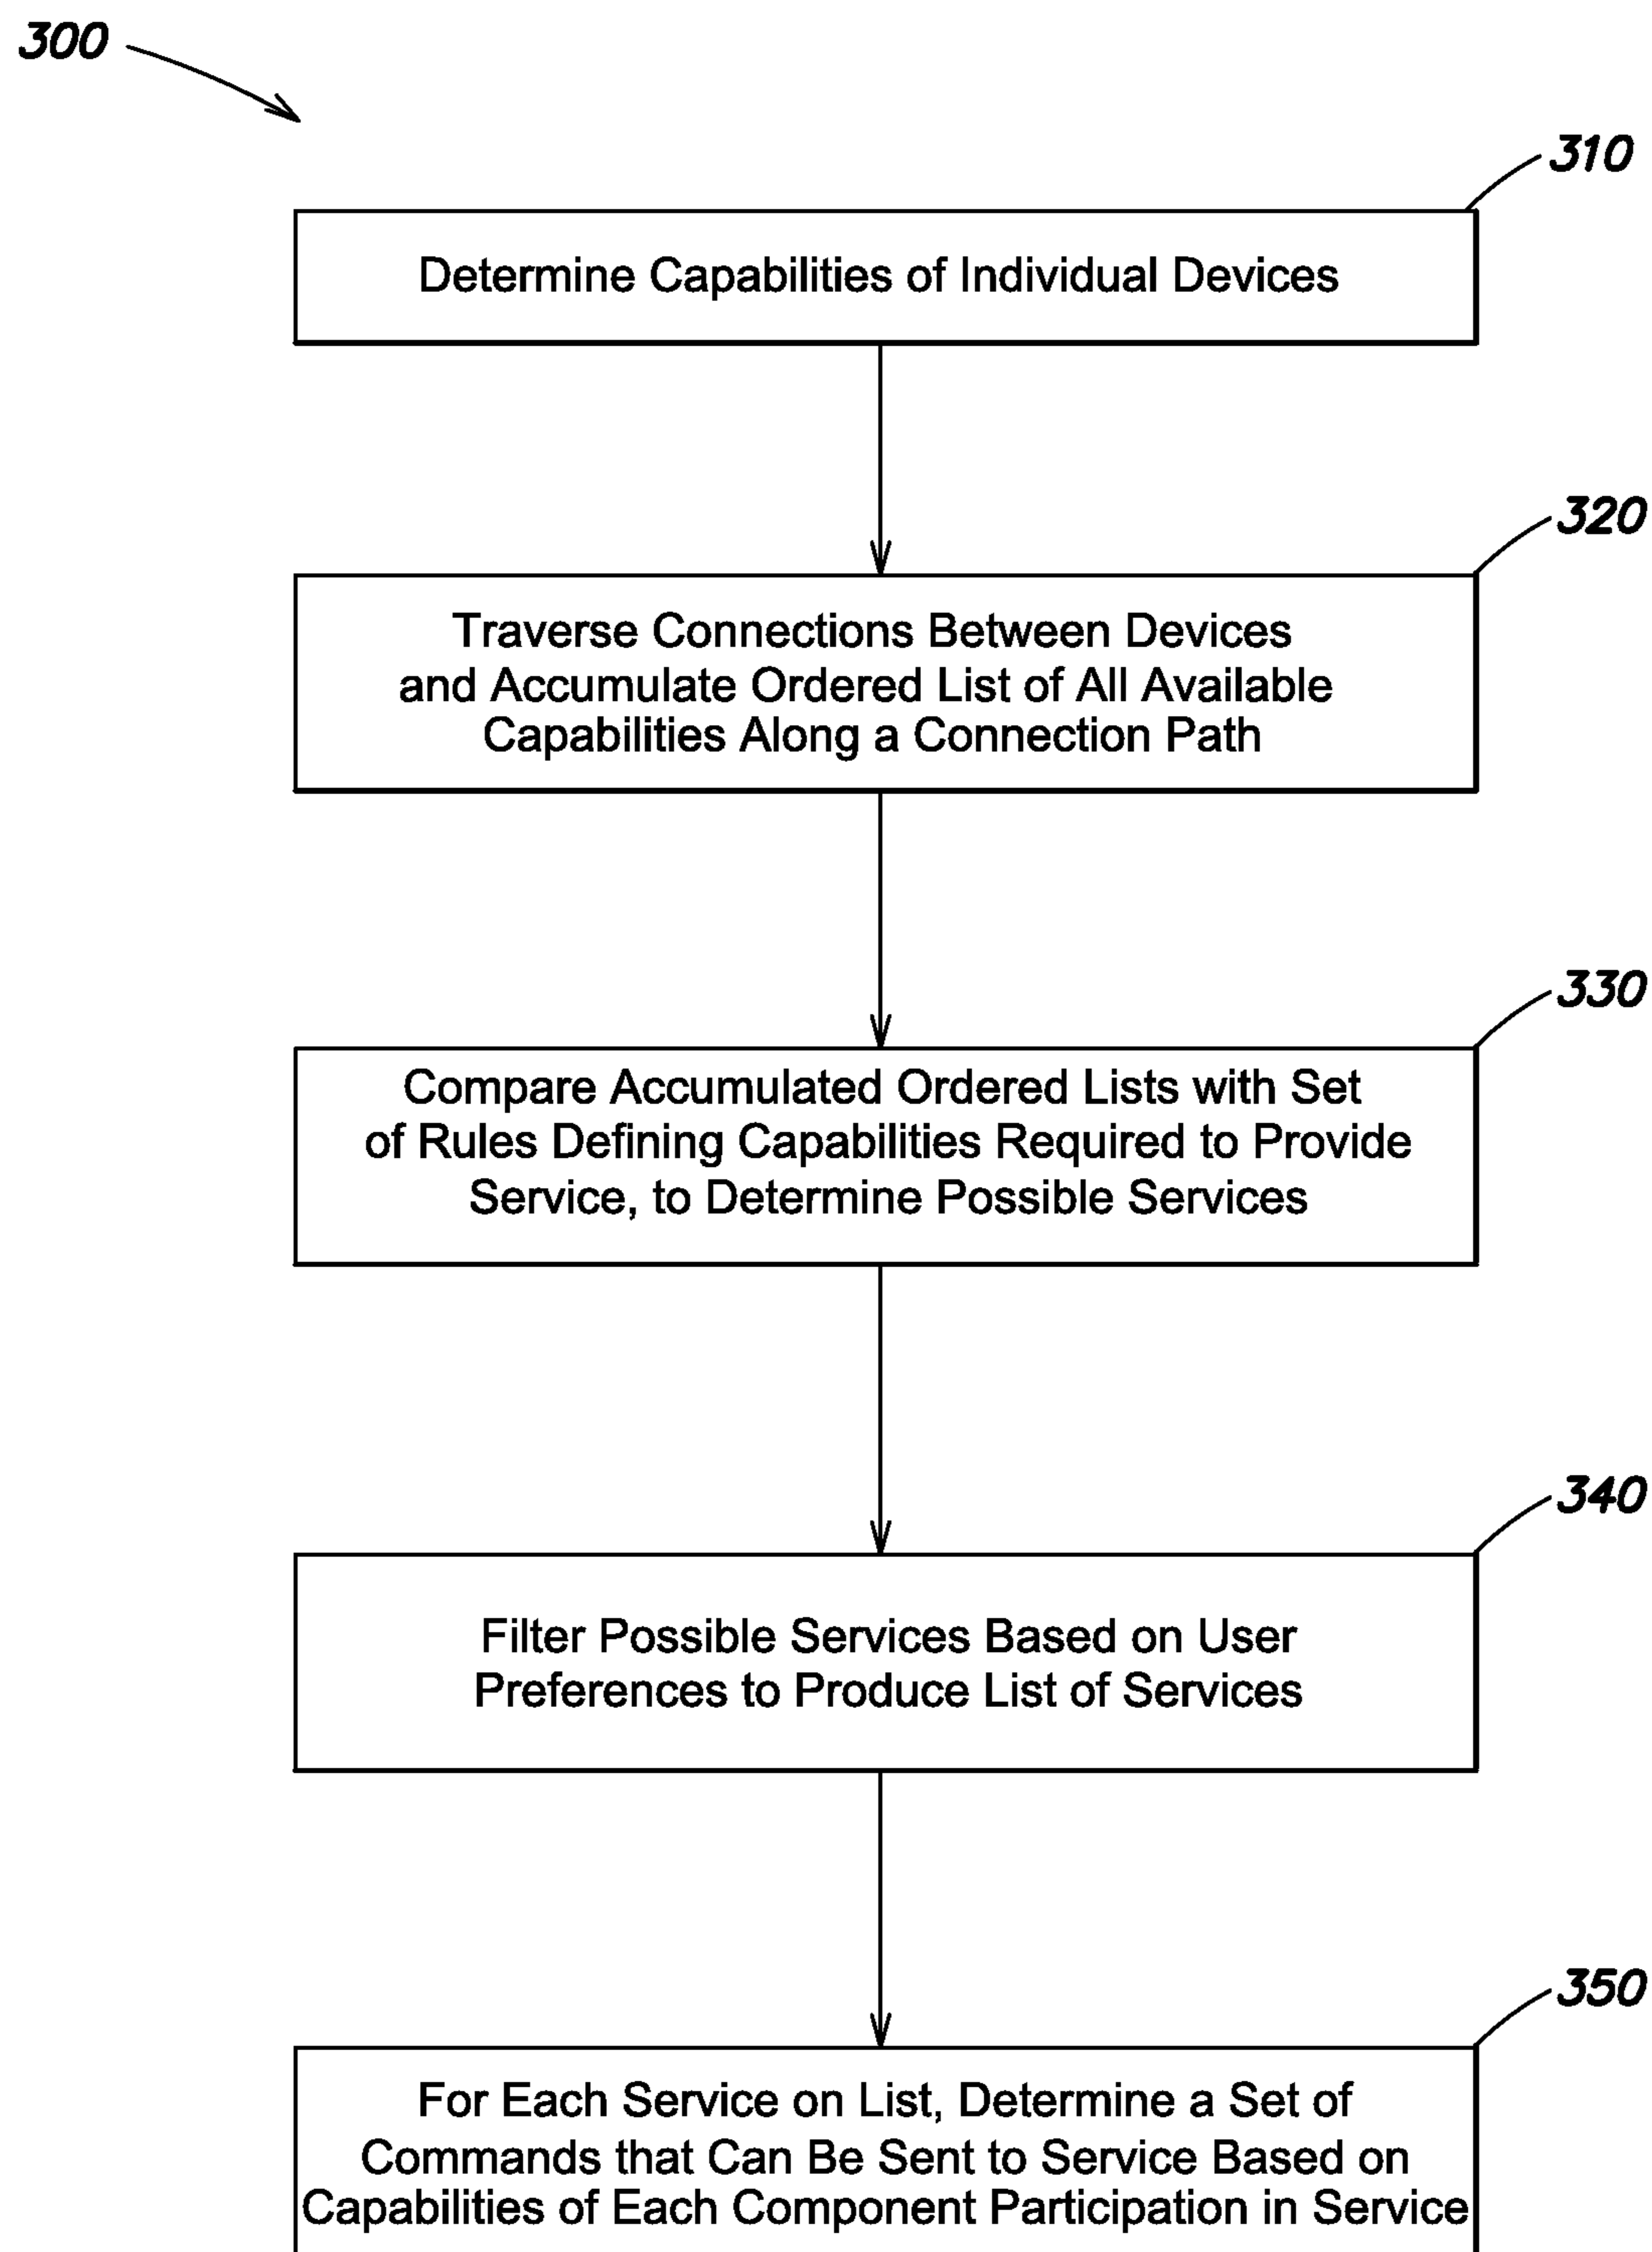 300
310
Determine Capabilities of Individual Devices
320
Traverse Connections Between Devices
and Accumulate Ordered List of All Available
Capabilities Along a Connection Path
330
Compare Accumulated Ordered Lists with Set
of Rules Defining Capabilities Required to Provide
Service, to Determine Possible Services
340
Filter Possible Services Based on User
Preferences to Produce List of Services
350
For Each Service on List, Determine a Set of
Commands that Can Be Sent to Service Based on
Capabilities of Each Component Participation in Service